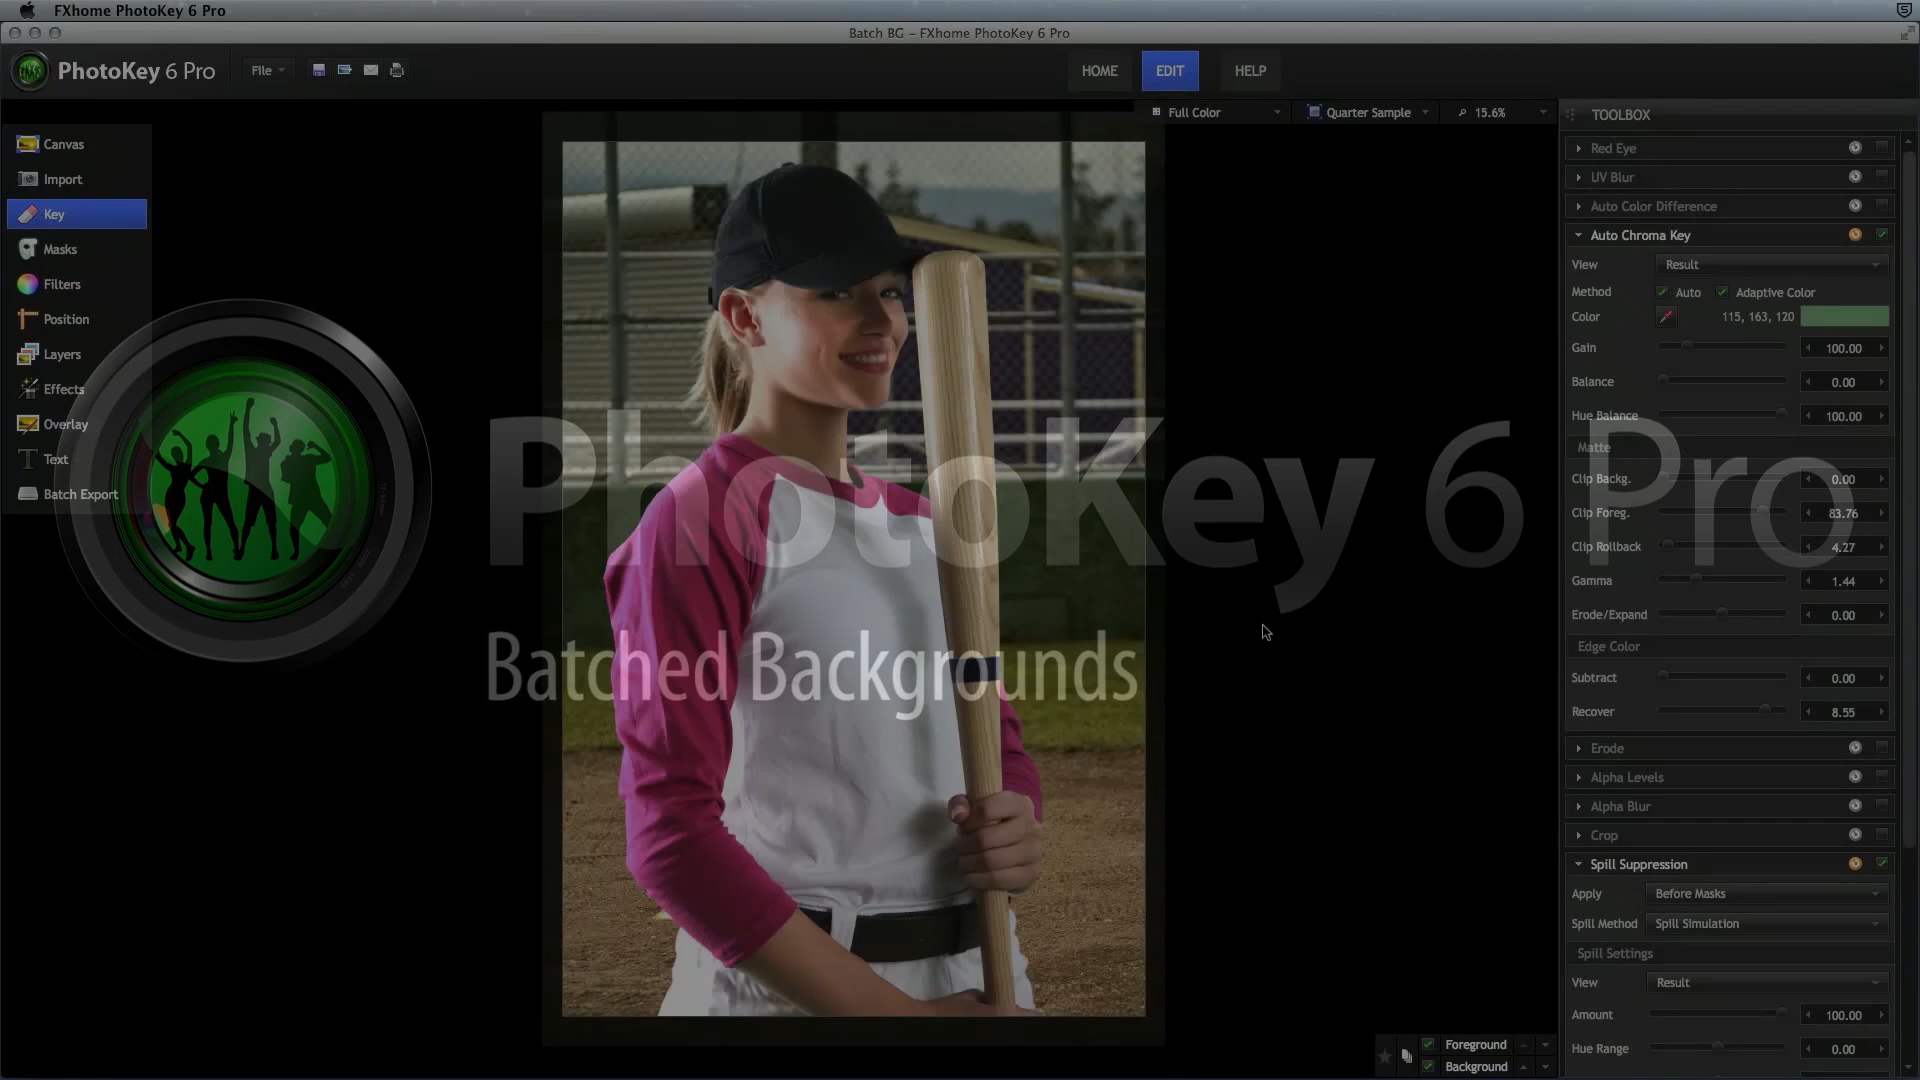 FXhome PhotoKey 6 Pro
Batch BG – FXhome PhotoKey 6 Pro
PhotoKey 6 Pro
File
HOME
EDIT
HELP
Full Color
Quarter Sample
15.6%
Canvas
Import
Key
Masks
Filters
Position
Layers
Effects
Overlay
Text
Batch Export
PhotoKey 6 Pro
Batched Backgrounds
TOOLBOX
Red Eye
UV Blur
Auto Color Difference
Auto Chroma Key
View Result
Method Auto Adaptive Color
Color 115, 163, 120
Gain 100.00
Balance 0.00
Hue Balance 100.00
Matte
Clip Backg. 0.00
Clip Foreg. 83.76
Clip Rollback 4.27
Gamma 1.44
Erode/Expand 0.00
Edge Color
Subtract 0.00
Recover 8.55
Erode
Alpha Levels
Alpha Blur
Crop
Spill Suppression
Apply Before Masks
Spill Method Spill Simulation
Spill Settings
View Result
Amount 100.00
Hue Range 0.00
Foreground
Background